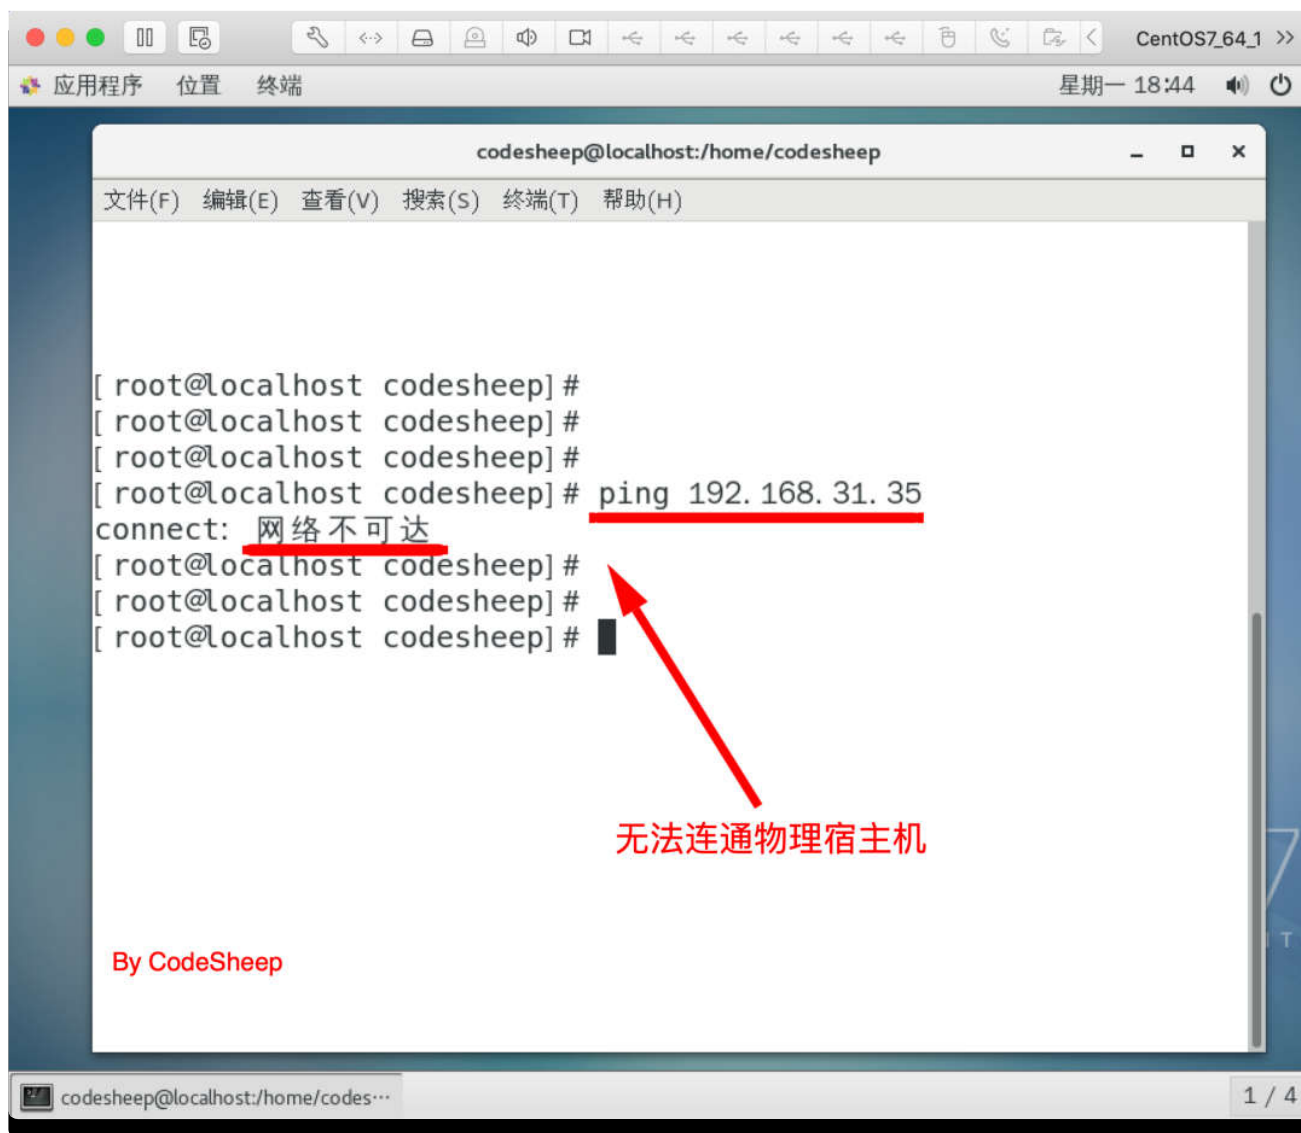 CentOS7_64_1
应用程序 位置 终端 星期一 18:44
codesheep@localhost:/home/codesheep
文件(F) 编辑(E) 查看(V) 搜索(S) 终端(T) 帮助(H)
[root@localhost codesheep]#
[root@localhost codesheep]#
[root@localhost codesheep]#
[root@localhost codesheep]# ping 192.168.31.35
connect: 网络不可达
[root@localhost codesheep]#
[root@localhost codesheep]#
[root@localhost codesheep]#
无法连通物理宿主机
7
By CodeSheep
codesheep@localhost:/home/codes… 1 / 4